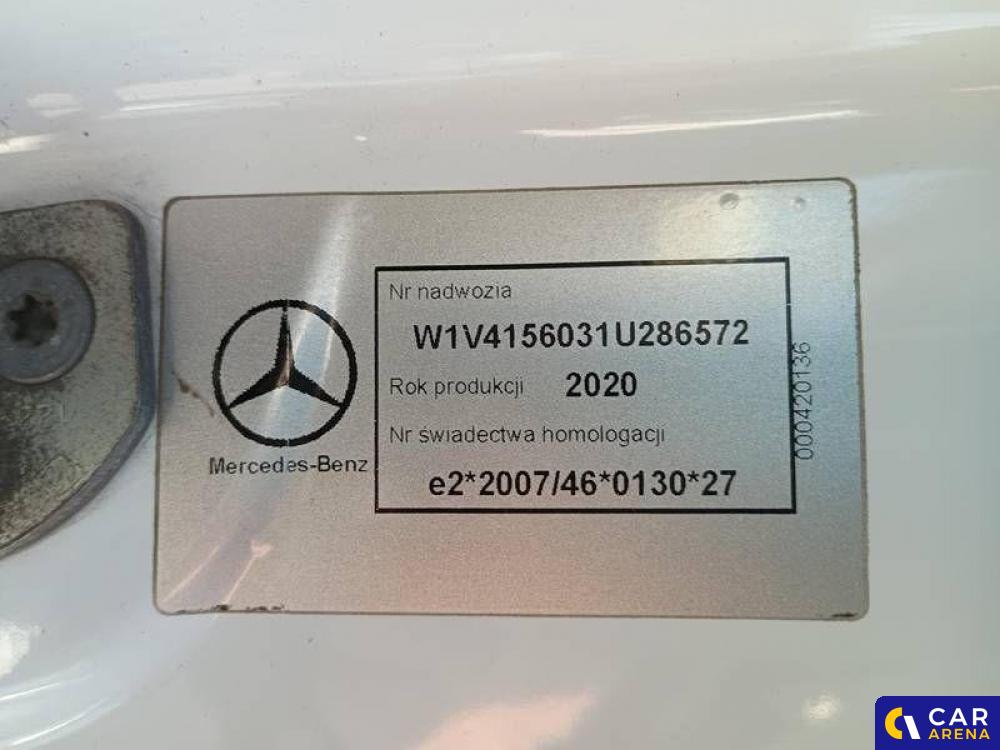 Nr nadwozia
W1V4156031U286572
Rok produkcji 2020
Nr świadectwa homologacji
e2*2007/46*0130*27
Mercedes-Benz
000420136
CAR
ARENA